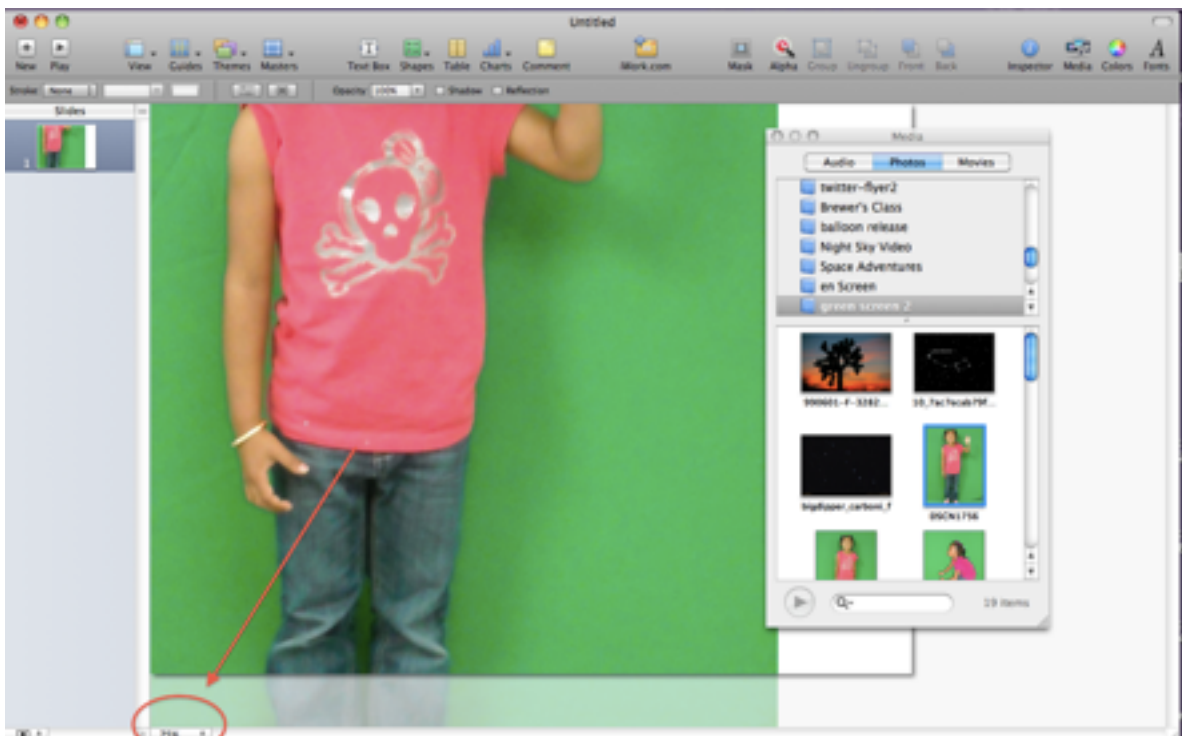 Untitled
New Play View Guides Themes Masters Text Box Shapes Table Charts Comment iWork.com Mask Alpha Group Ungroup Front Back Inspector Media Colors Fonts
Stroke: None Opacity: 100% Shadow Reflection
Slides
1
Media
Audio Photos Movies
twitter-flyer2
Brewer's Class
balloon release
Night Sky Video
Space Adventures
en Screen
green screen 2
DSCN1756
19 items